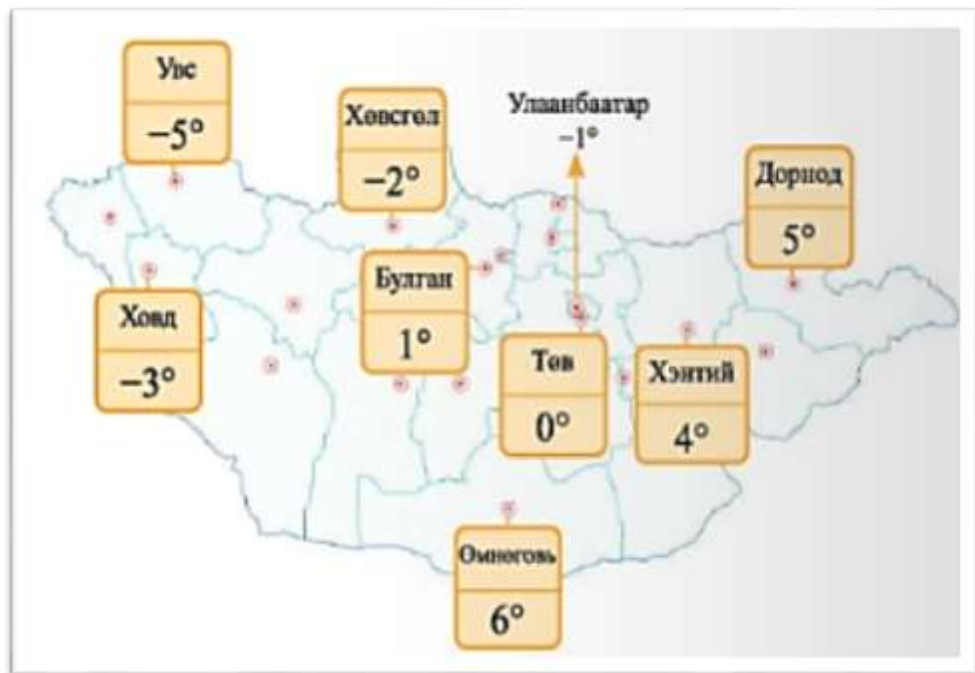 Увс
−5°
Хөвсгөл
−2°
Улаанбаатар
−1°
Дорнод
5°
Булган
1°
Ховд
−3°
Төв
0°
Хэнтий
4°
Өмнөговь
6°